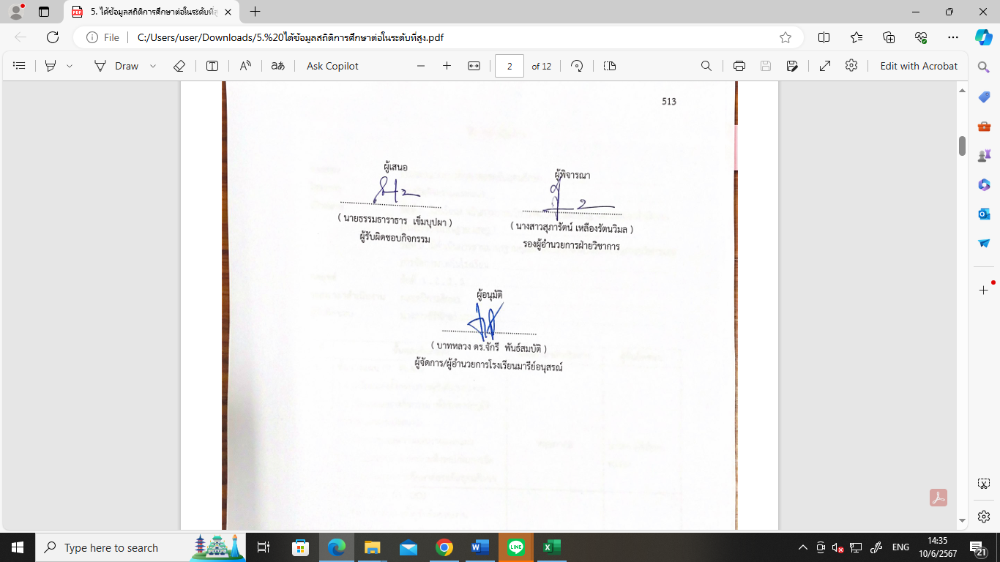 5. ได้ข้อมูลสถิติการศึกษาต่อในระดับที่สู
File
C:/Users/user/Downloads/5.%20ได้ข้อมูลสถิติการศึกษาต่อในระดับที่สูง.pdf
Draw
Ask Copilot
2
of 12
Edit with Acrobat
513
ผู้เสนอ
ผู้พิจารณา
( นายธรรมธาราธาร เข็มบุปผา )
( นางสาวสุภารัตน์ เหลืองรัตนวิมล )
ผู้รับผิดชอบกิจกรรม
รองผู้อำนวยการฝ่ายวิชาการ
ผู้อนุมัติ
( บาทหลวง ดร.จักรี พันธ์สมบัติ )
ผู้จัดการ/ผู้อำนวยการโรงเรียนมารีย์อนุสรณ์
Type here to search
ENG
14:35
10/6/2567
21